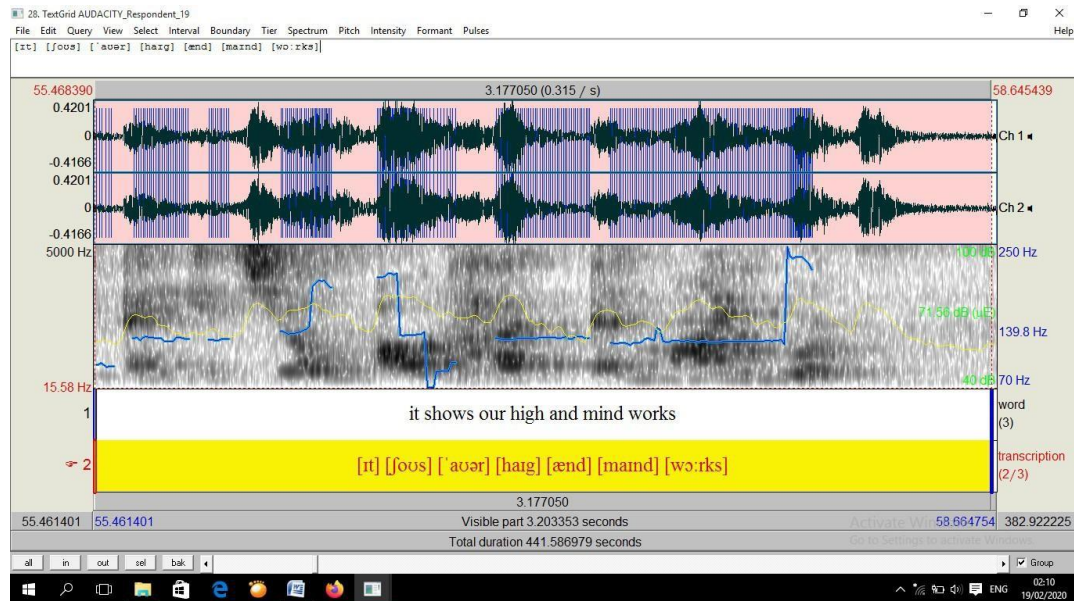 28. TextGrid AUDACITY_Respondent_19
File Edit Query View Select Interval Boundary Tier Spectrum Pitch Intensity Formant Pulses Help
[ɪt] [ʃoʊs] [ˈaʊər] [haɪg] [ænd] [maɪnd] [wɔːrks]
55.468390 3.177050 (0.315 / s) 58.645439
0.4201
0
-0.4166
Ch 1
0.4201
0
-0.4166
Ch 2
5000 Hz 100 dB 250 Hz
71.56 dB (µE) 139.8 Hz
15.58 Hz 40 dB 70 Hz
1 it shows our high and mind works word (3)
2 [ɪt] [ʃoʊs] [ˈaʊər] [haɪg] [ænd] [maɪnd] [wɔːrks] transcription (2/3)
3.177050
55.461401 55.461401 Visible part 3.203353 seconds 58.664754 382.922225
Activate Windows
Total duration 441.586979 seconds
Go to Settings to activate Windows.
all in out sel bak Group
ENG 02:10
19/02/2020